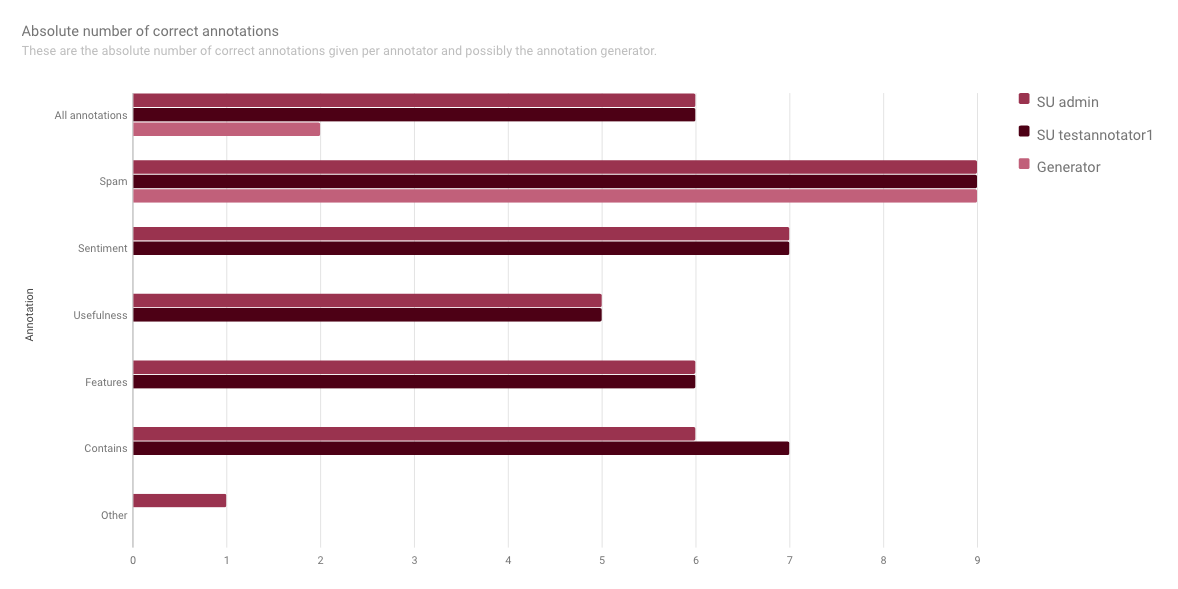 Absolute number of correct annotations
These are the absolute number of correct annotations given per annotator and possibly the annotation generator.
SU admin
SU testannotator1
Generator
Annotation
All annotations
Spam
Sentiment
Usefulness
Features
Contains
Other
0 1 2 3 4 5 6 7 8 9